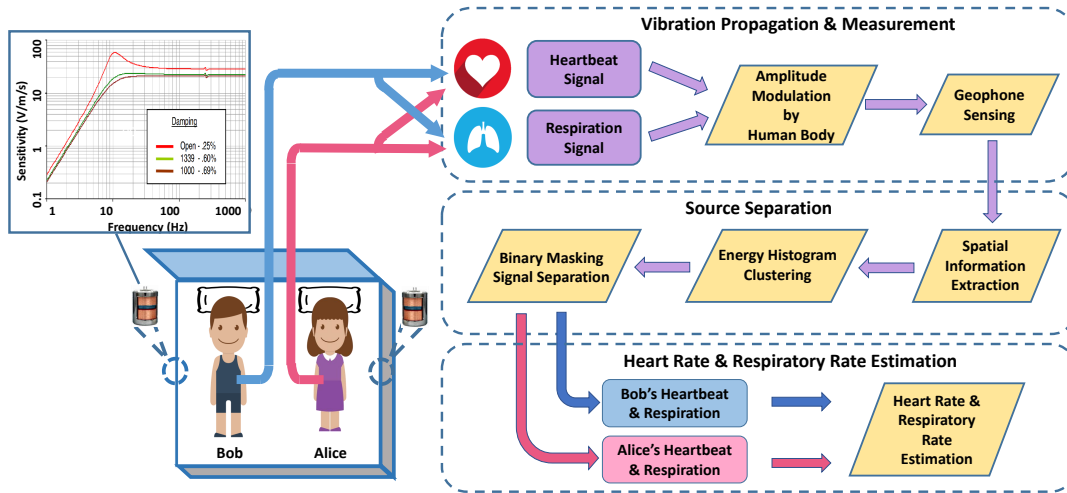 100
10
1
0.1
Sensitivity (V/m/s)
Damping
Open - .25%
1339 - .60%
1000 - .69%
1
10
100
1000
Frequency (Hz)
Bob
Alice
Vibration Propagation & Measurement
Heartbeat
Signal
Respiration
Signal
Amplitude
Modulation
by
Human Body
Geophone
Sensing
Source Separation
Binary Masking
Signal Separation
Energy Histogram
Clustering
Spatial
Information
Extraction
Heart Rate & Respiratory Rate Estimation
Bob's Heartbeat
& Respiration
Alice's Heartbeat
& Respiration
Heart Rate &
Respiratory
Rate
Estimation